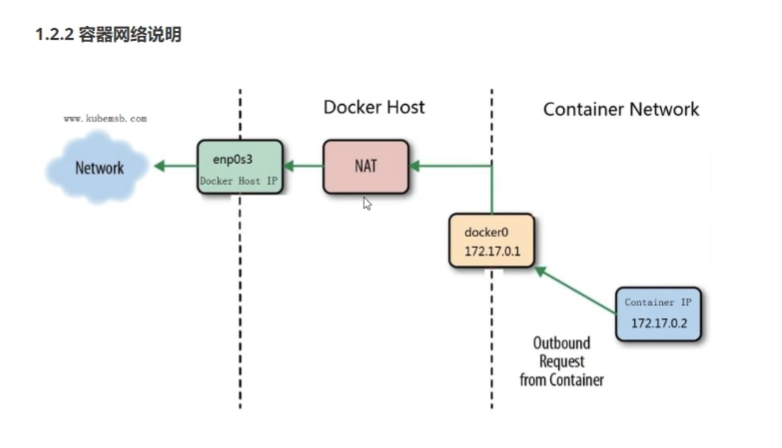 1.2.2 容器网络说明
Docker Host
Container Network
www.kubemsb.com
Network
enp0s3
Docker Host IP
NAT
docker0
172.17.0.1
Container IP
172.17.0.2
Outbound
Request
from Container